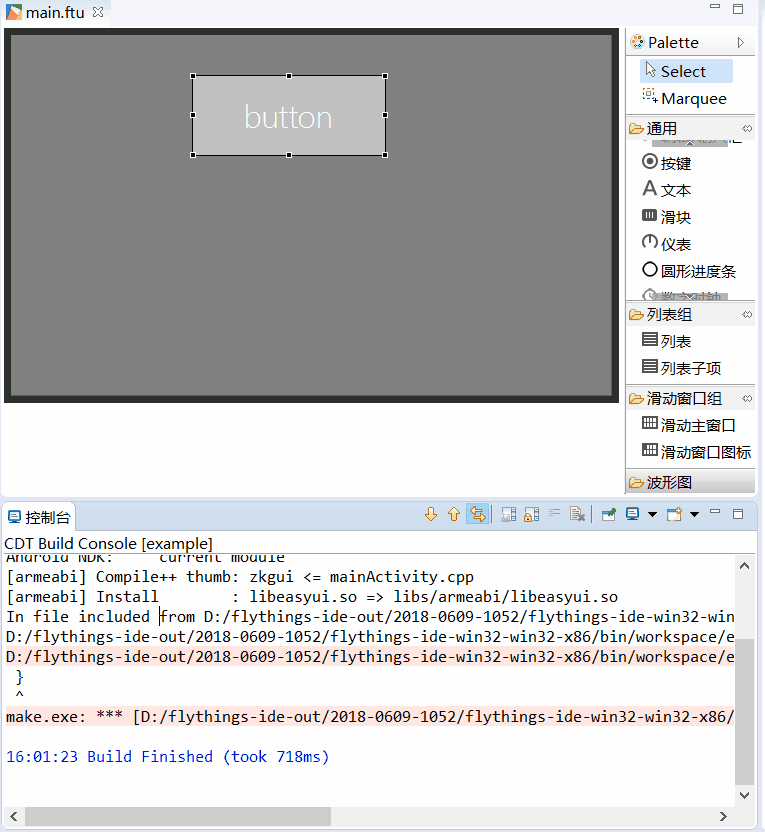 main.ftu
Palette
Select
Marquee
通用
按键
文本
滑块
仪表
圆形进度条
数字时钟
列表组
列表
列表子项
滑动窗口组
滑动主窗口
滑动窗口图标
波形图
button
控制台
CDT Build Console [example]
Android NDK:     current module
[armeabi] Compile++ thumb: zkgui <= mainActivity.cpp
[armeabi] Install        : libeasyui.so => libs/armeabi/libeasyui.so
In file included from D:/flythings-ide-out/2018-0609-1052/flythings-ide-win32-win
D:/flythings-ide-out/2018-0609-1052/flythings-ide-win32-win32-x86/bin/workspace/e
D:/flythings-ide-out/2018-0609-1052/flythings-ide-win32-win32-x86/bin/workspace/e
 }
 ^
make.exe: *** [D:/flythings-ide-out/2018-0609-1052/flythings-ide-win32-win32-x86/
16:01:23 Build Finished (took 718ms)